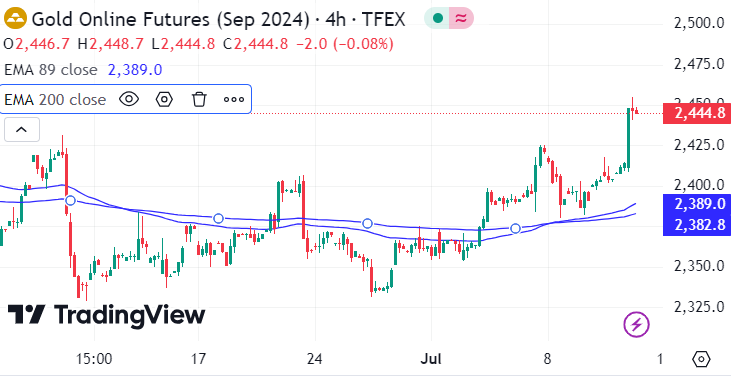 Gold Online Futures (Sep 2024) · 4h · TFEX
O2,446.7 H2,448.7 L2,444.8 C2,444.8 −2.0 (−0.08%)
EMA 89 close 2,389.0
EMA 200 close
2,500.0
2,475.0
2,450.0
2,444.8
2,425.0
2,400.0
2,389.0
2,382.8
2,350.0
2,325.0
TradingView
15:00 17 24 Jul 8 1